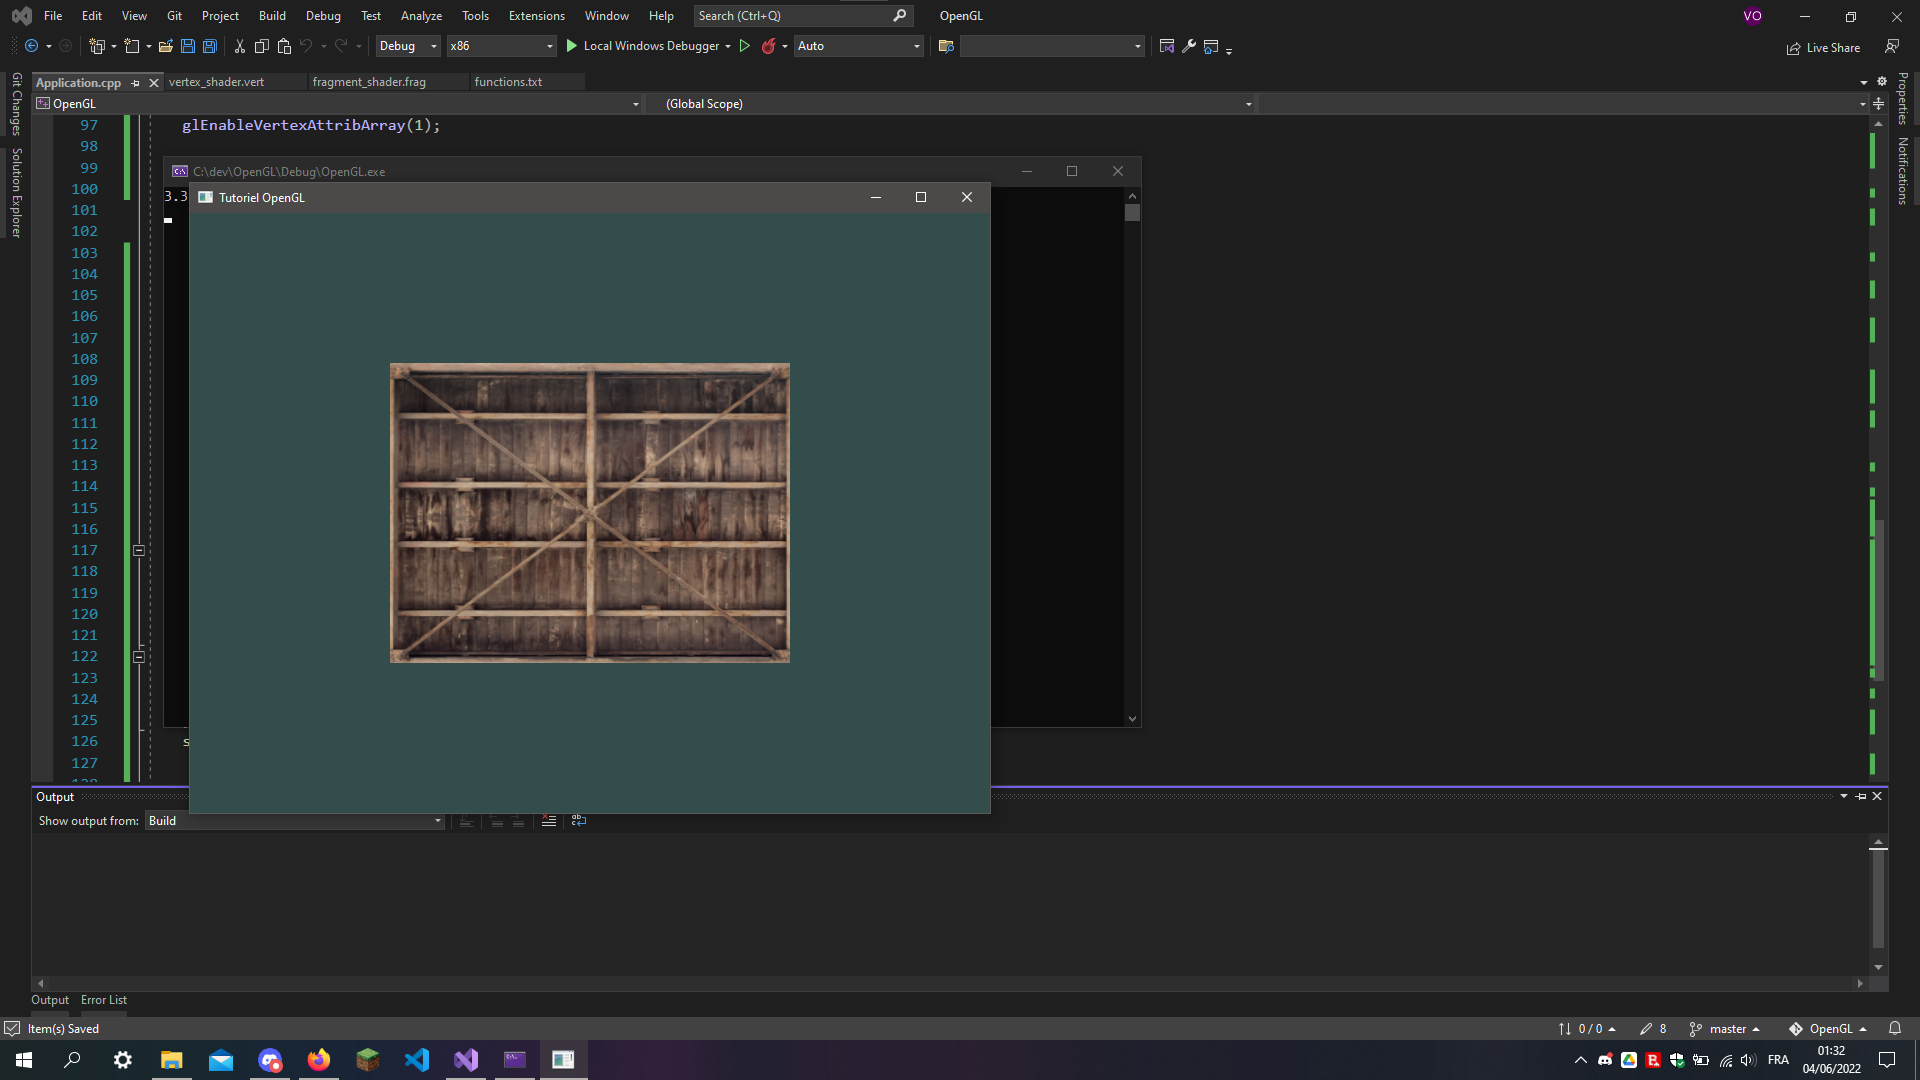 File Edit View Git Project Build Debug Test Analyze Tools Extensions Window Help Search (Ctrl+Q) OpenGL VO
Debug x86 Local Windows Debugger Auto Live Share
Application.cpp vertex_shader.vert fragment_shader.frag functions.txt
OpenGL (Global Scope)
Git Changes
Solution Explorer
Properties
Notifications
97 glEnableVertexAttribArray(1);
98
99
100
101
102
103
104
105
106
107
108
109
110
111
112
113
114
115
116
117
118
119
120
121
122
123
124
125
126 s
127
C:\dev\OpenGL\Debug\OpenGL.exe
3.3
Tutoriel OpenGL
Output
Show output from: Build
Output Error List
Item(s) Saved 0 / 0 8 master OpenGL
FRA 01:32
04/06/2022